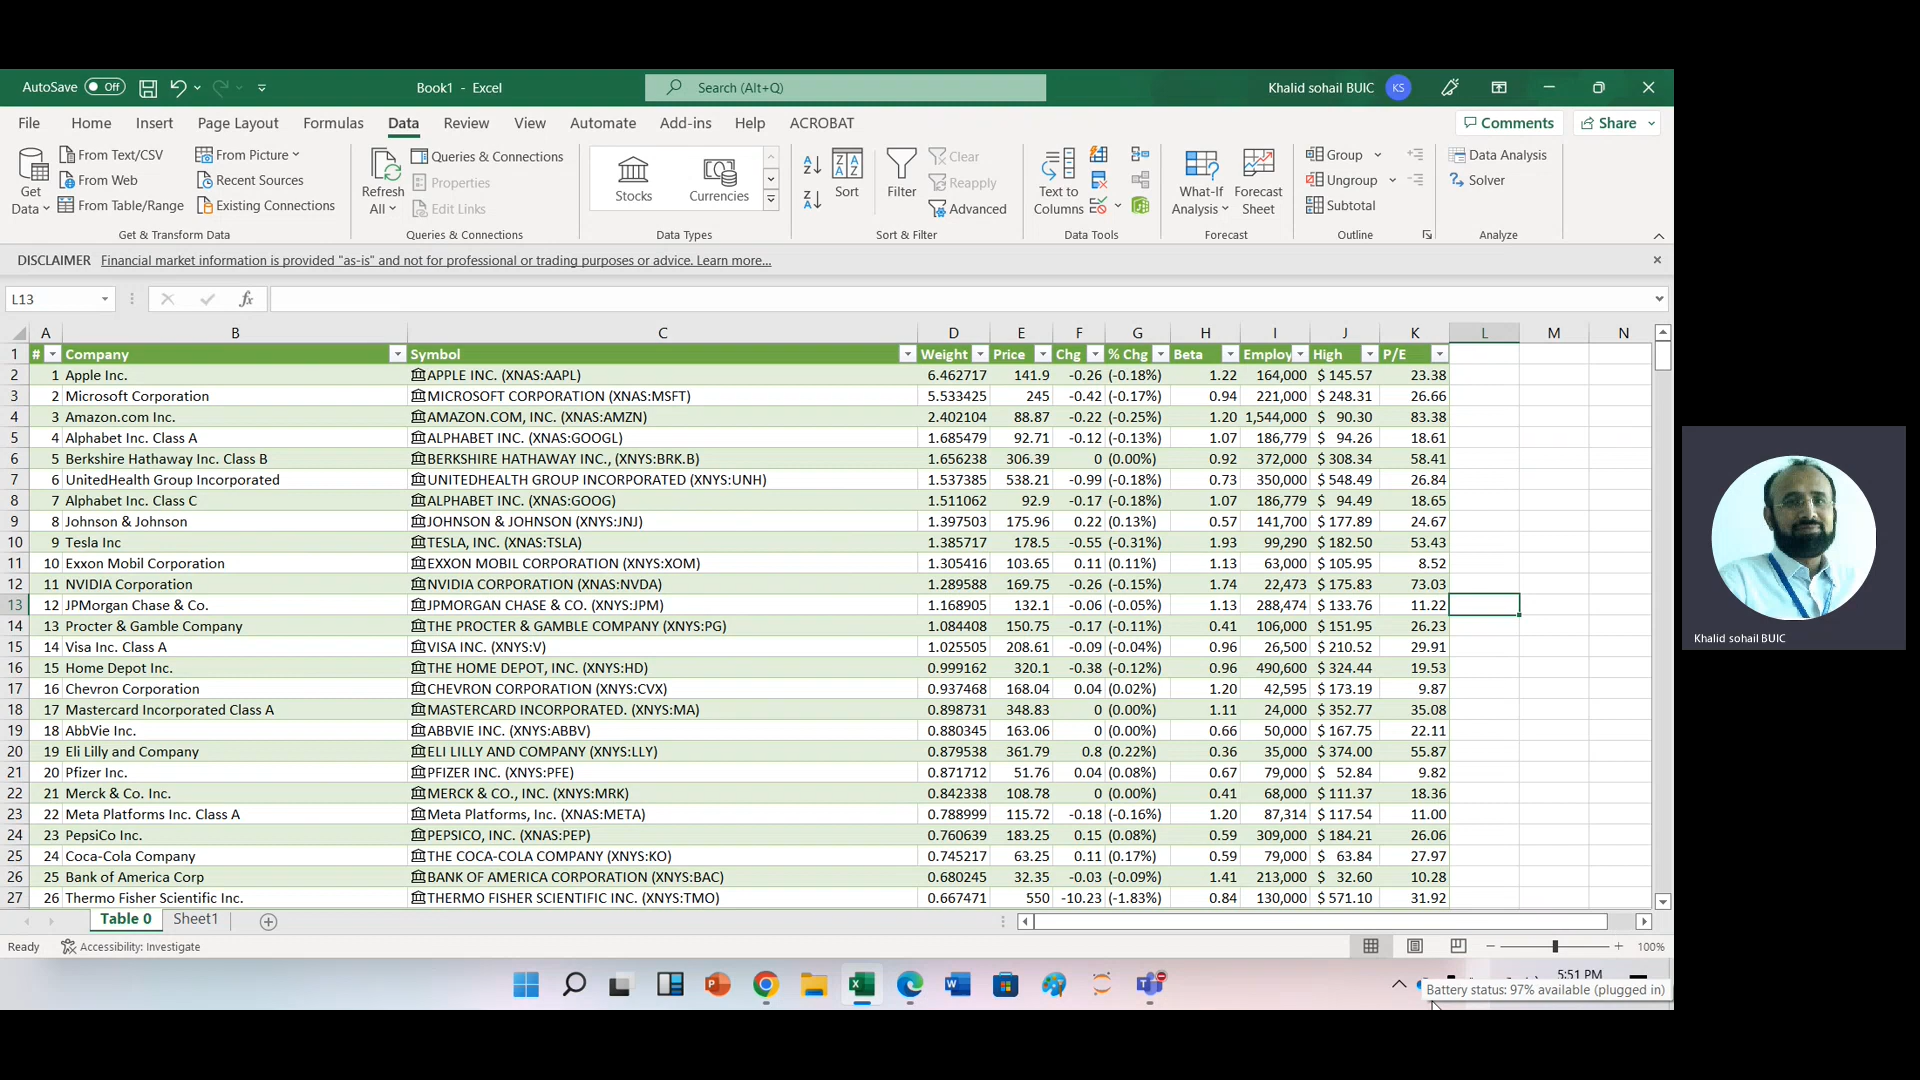 AutoSave Off Book1 - Excel Search (Alt+Q) Khalid sohail BUIC KS
File Home Insert Page Layout Formulas Data Review View Automate Add-ins Help ACROBAT Comments Share
Get Data From Text/CSV From Web From Table/Range From Picture Recent Sources Existing Connections
Get & Transform Data
Refresh All Queries & Connections Properties Edit Links
Queries & Connections
Stocks Currencies
Data Types
Sort Filter Clear Reapply Advanced
Sort & Filter
Text to Columns
Data Tools
What-If Analysis Forecast Sheet
Forecast
Group Ungroup Subtotal
Outline
Data Analysis Solver
Analyze
DISCLAIMER Financial market information is provided "as-is" and not for professional or trading purposes or advice. Learn more...
L13 fx
A B C D E F G H I J K L M N
1 # Company Symbol Weight Price Chg % Chg Beta Employ High P/E
2 1 Apple Inc. APPLE INC. (XNAS:AAPL) 6.462717 141.9 -0.26 (-0.18%) 1.22 164,000 $ 145.57 23.38
3 2 Microsoft Corporation MICROSOFT CORPORATION (XNAS:MSFT) 5.533425 245 -0.42 (-0.17%) 0.94 221,000 $ 248.31 26.66
4 3 Amazon.com Inc. AMAZON.COM, INC. (XNAS:AMZN) 2.402104 88.87 -0.22 (-0.25%) 1.20 1,544,000 $ 90.30 83.38
5 4 Alphabet Inc. Class A ALPHABET INC. (XNAS:GOOGL) 1.685479 92.71 -0.12 (-0.13%) 1.07 186,779 $ 94.26 18.61
6 5 Berkshire Hathaway Inc. Class B BERKSHIRE HATHAWAY INC., (XNYS:BRK.B) 1.656238 306.39 0 (0.00%) 0.92 372,000 $ 308.34 58.41
7 6 UnitedHealth Group Incorporated UNITEDHEALTH GROUP INCORPORATED (XNYS:UNH) 1.537385 538.21 -0.99 (-0.18%) 0.73 350,000 $ 548.49 26.84
8 7 Alphabet Inc. Class C ALPHABET INC. (XNAS:GOOG) 1.511062 92.9 -0.17 (-0.18%) 1.07 186,779 $ 94.49 18.65
9 8 Johnson & Johnson JOHNSON & JOHNSON (XNYS:JNJ) 1.397503 175.96 0.22 (0.13%) 0.57 141,700 $ 177.89 24.67
10 9 Tesla Inc TESLA, INC. (XNAS:TSLA) 1.385717 178.5 -0.55 (-0.31%) 1.93 99,290 $ 182.50 53.43
11 10 Exxon Mobil Corporation EXXON MOBIL CORPORATION (XNYS:XOM) 1.305416 103.65 0.11 (0.11%) 1.13 63,000 $ 105.95 8.52
12 11 NVIDIA Corporation NVIDIA CORPORATION (XNAS:NVDA) 1.289588 169.75 -0.26 (-0.15%) 1.74 22,473 $ 175.83 73.03
13 12 JPMorgan Chase & Co. JPMORGAN CHASE & CO. (XNYS:JPM) 1.168905 132.1 -0.06 (-0.05%) 1.13 288,474 $ 133.76 11.22
14 13 Procter & Gamble Company THE PROCTER & GAMBLE COMPANY (XNYS:PG) 1.084408 150.75 -0.17 (-0.11%) 0.41 106,000 $ 151.95 26.23
15 14 Visa Inc. Class A VISA INC. (XNYS:V) 1.025505 208.61 -0.09 (-0.04%) 0.96 26,500 $ 210.52 29.91
16 15 Home Depot Inc. THE HOME DEPOT, INC. (XNYS:HD) 0.999162 320.1 -0.38 (-0.12%) 0.96 490,600 $ 324.44 19.53
17 16 Chevron Corporation CHEVRON CORPORATION (XNYS:CVX) 0.937468 168.04 0.04 (0.02%) 1.20 42,595 $ 173.19 9.87
18 17 Mastercard Incorporated Class A MASTERCARD INCORPORATED. (XNYS:MA) 0.898731 348.83 0 (0.00%) 1.11 24,000 $ 352.77 35.08
19 18 AbbVie Inc. ABBVIE INC. (XNYS:ABBV) 0.880345 163.06 0 (0.00%) 0.66 50,000 $ 167.75 22.11
20 19 Eli Lilly and Company ELI LILLY AND COMPANY (XNYS:LLY) 0.879538 361.79 0.8 (0.22%) 0.36 35,000 $ 374.00 55.87
21 20 Pfizer Inc. PFIZER INC. (XNYS:PFE) 0.871712 51.76 0.04 (0.08%) 0.67 79,000 $ 52.84 9.82
22 21 Merck & Co. Inc. MERCK & CO., INC. (XNYS:MRK) 0.842338 108.78 0 (0.00%) 0.41 68,000 $ 111.37 18.36
23 22 Meta Platforms Inc. Class A Meta Platforms, Inc. (XNAS:META) 0.788999 115.72 -0.18 (-0.16%) 1.20 87,314 $ 117.54 11.00
24 23 PepsiCo Inc. PEPSICO, INC. (XNAS:PEP) 0.760639 183.25 0.15 (0.08%) 0.59 309,000 $ 184.21 26.06
25 24 Coca-Cola Company THE COCA-COLA COMPANY (XNYS:KO) 0.745217 63.25 0.11 (0.17%) 0.59 79,000 $ 63.84 27.97
26 25 Bank of America Corp BANK OF AMERICA CORPORATION (XNYS:BAC) 0.680245 32.35 -0.03 (-0.09%) 1.41 213,000 $ 32.60 10.28
27 26 Thermo Fisher Scientific Inc. THERMO FISHER SCIENTIFIC INC. (XNYS:TMO) 0.667471 550 -10.23 (-1.83%) 0.84 130,000 $ 571.10 31.92
Table 0 Sheet1
Ready Accessibility: Investigate 100%
5:51 PM
Battery status: 97% available (plugged in)
Khalid sohail BUIC